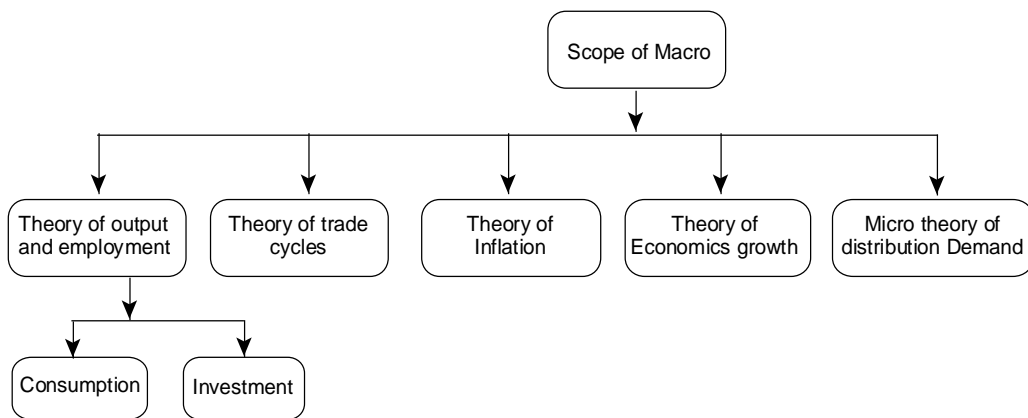 Scope of Macro
Theory of output
and employment
Theory of trade
cycles
Theory of
Inflation
Theory of
Economics growth
Micro theory of
distribution Demand
Consumption
Investment